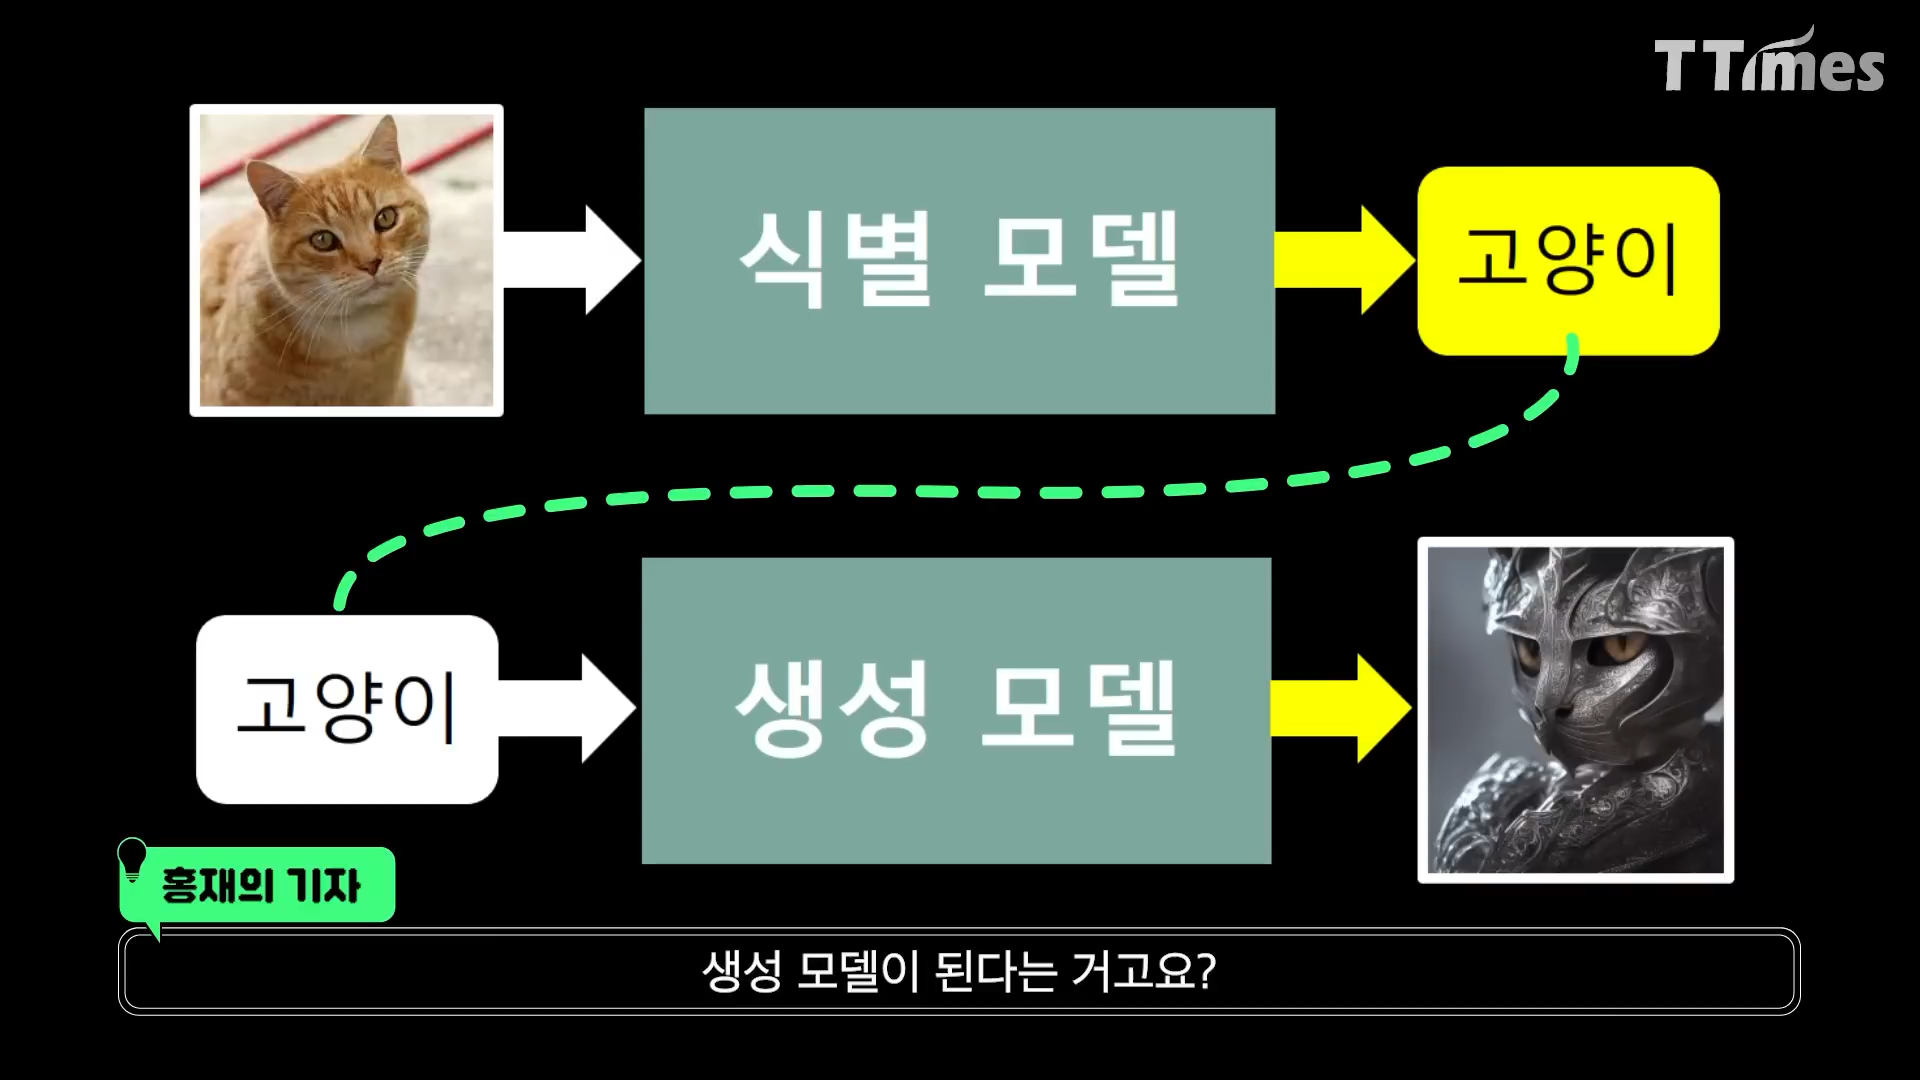 TTimes
식별 모델
고양이
고양이
생성 모델
홍재의 기자
생성 모델이 된다는 거고요?